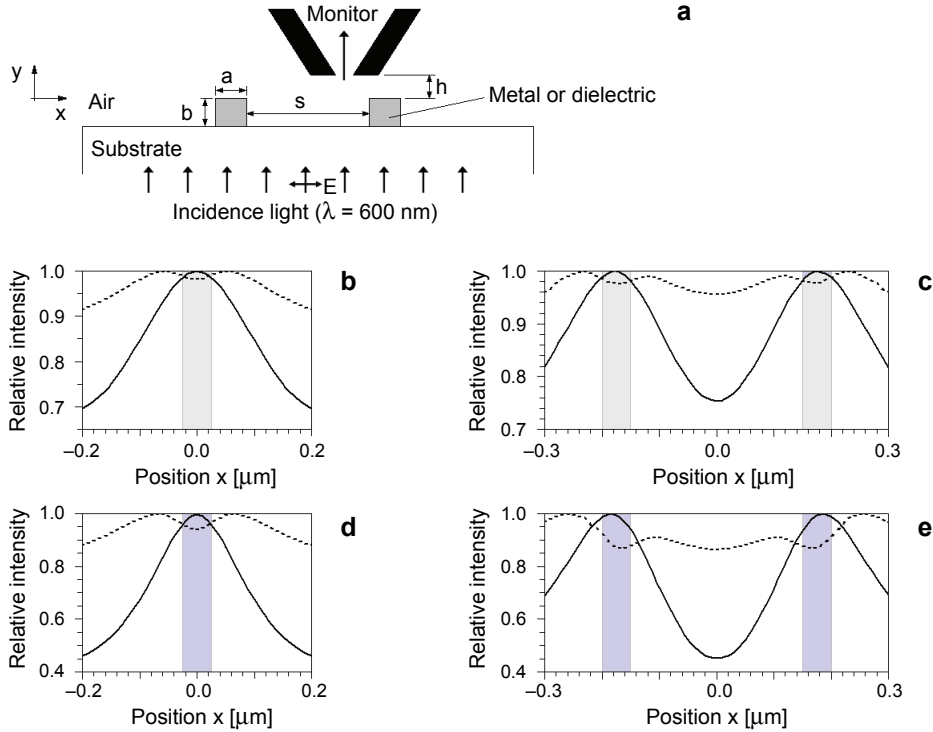 a
Monitor
y
x
Air
a
b
s
h
Metal or dielectric
Substrate
E
Incidence light (λ = 600 nm)
b
Relative intensity
1.0
0.9
0.8
0.7
–0.2
0.0
0.2
Position x [μm]
c
Relative intensity
1.0
0.9
0.8
0.7
–0.3
0.0
0.3
Position x [μm]
d
Relative intensity
1.0
0.8
0.6
0.4
–0.2
0.0
0.2
Position x [μm]
e
Relative intensity
1.0
0.8
0.6
0.4
–0.3
0.0
0.3
Position x [μm]